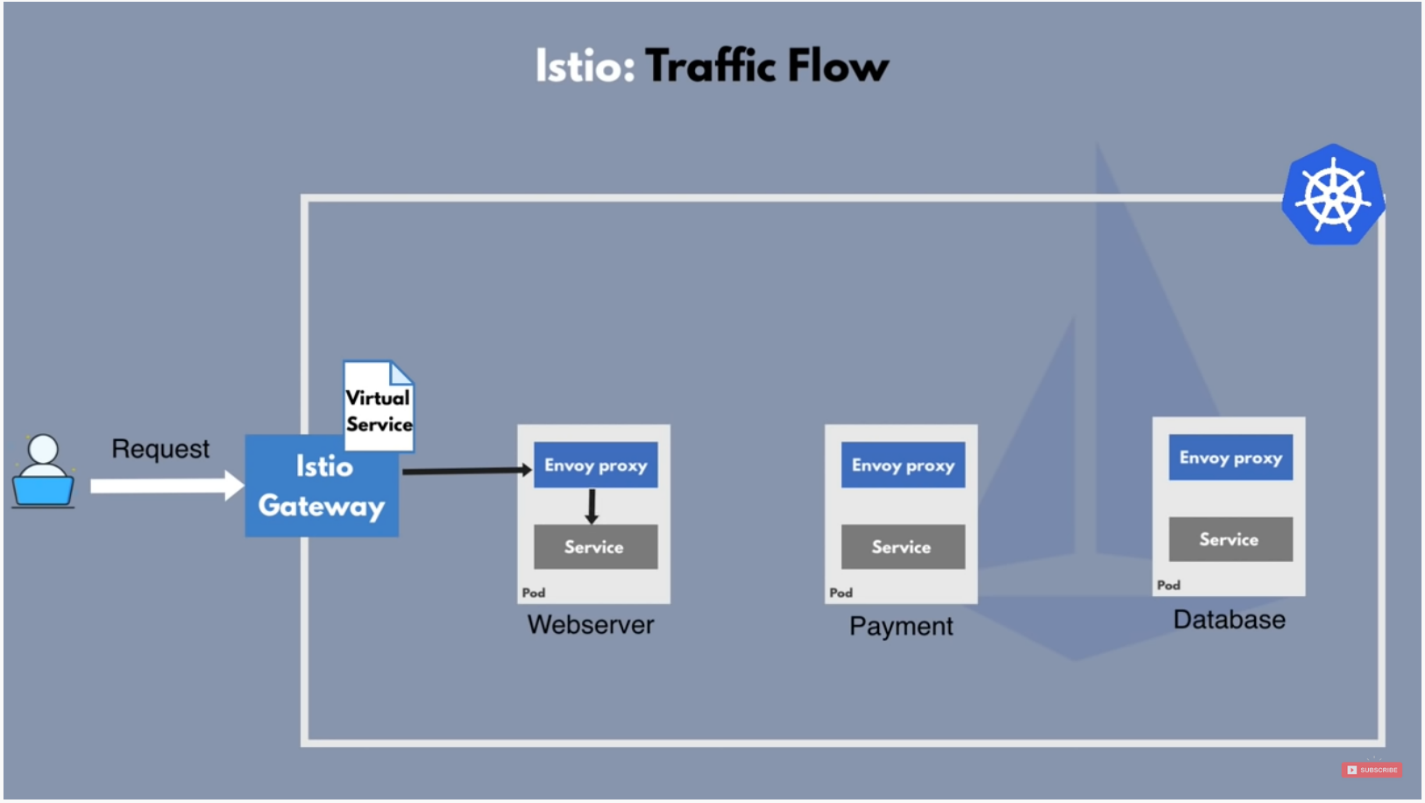 Istio: Traffic Flow
Virtual
Service
Request
Istio
Gateway
Envoy proxy
Service
Pod
Webserver
Envoy proxy
Service
Pod
Payment
Envoy proxy
Service
Pod
Database
SUBSCRIBE